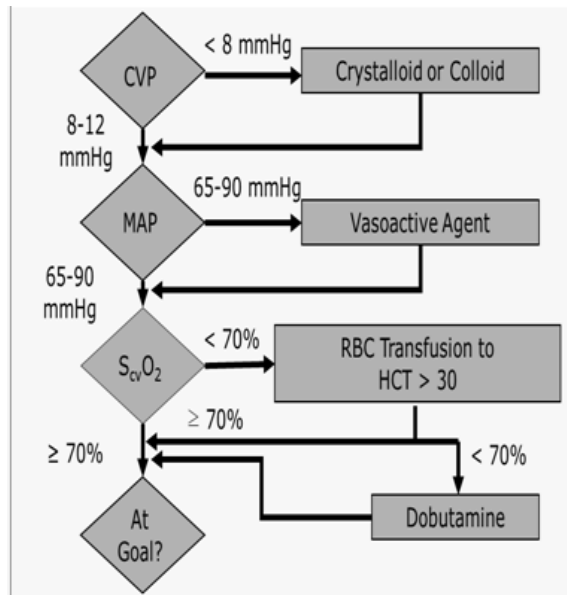 < 8 mmHg
CVP
Crystalloid or Colloid
8-12
mmHg
65-90 mmHg
MAP
Vasoactive Agent
65-90
mmHg
< 70%
RBC Transfusion to
HCT > 30
ScvO2
≥ 70%
≥ 70%
< 70%
At
Goal?
Dobutamine